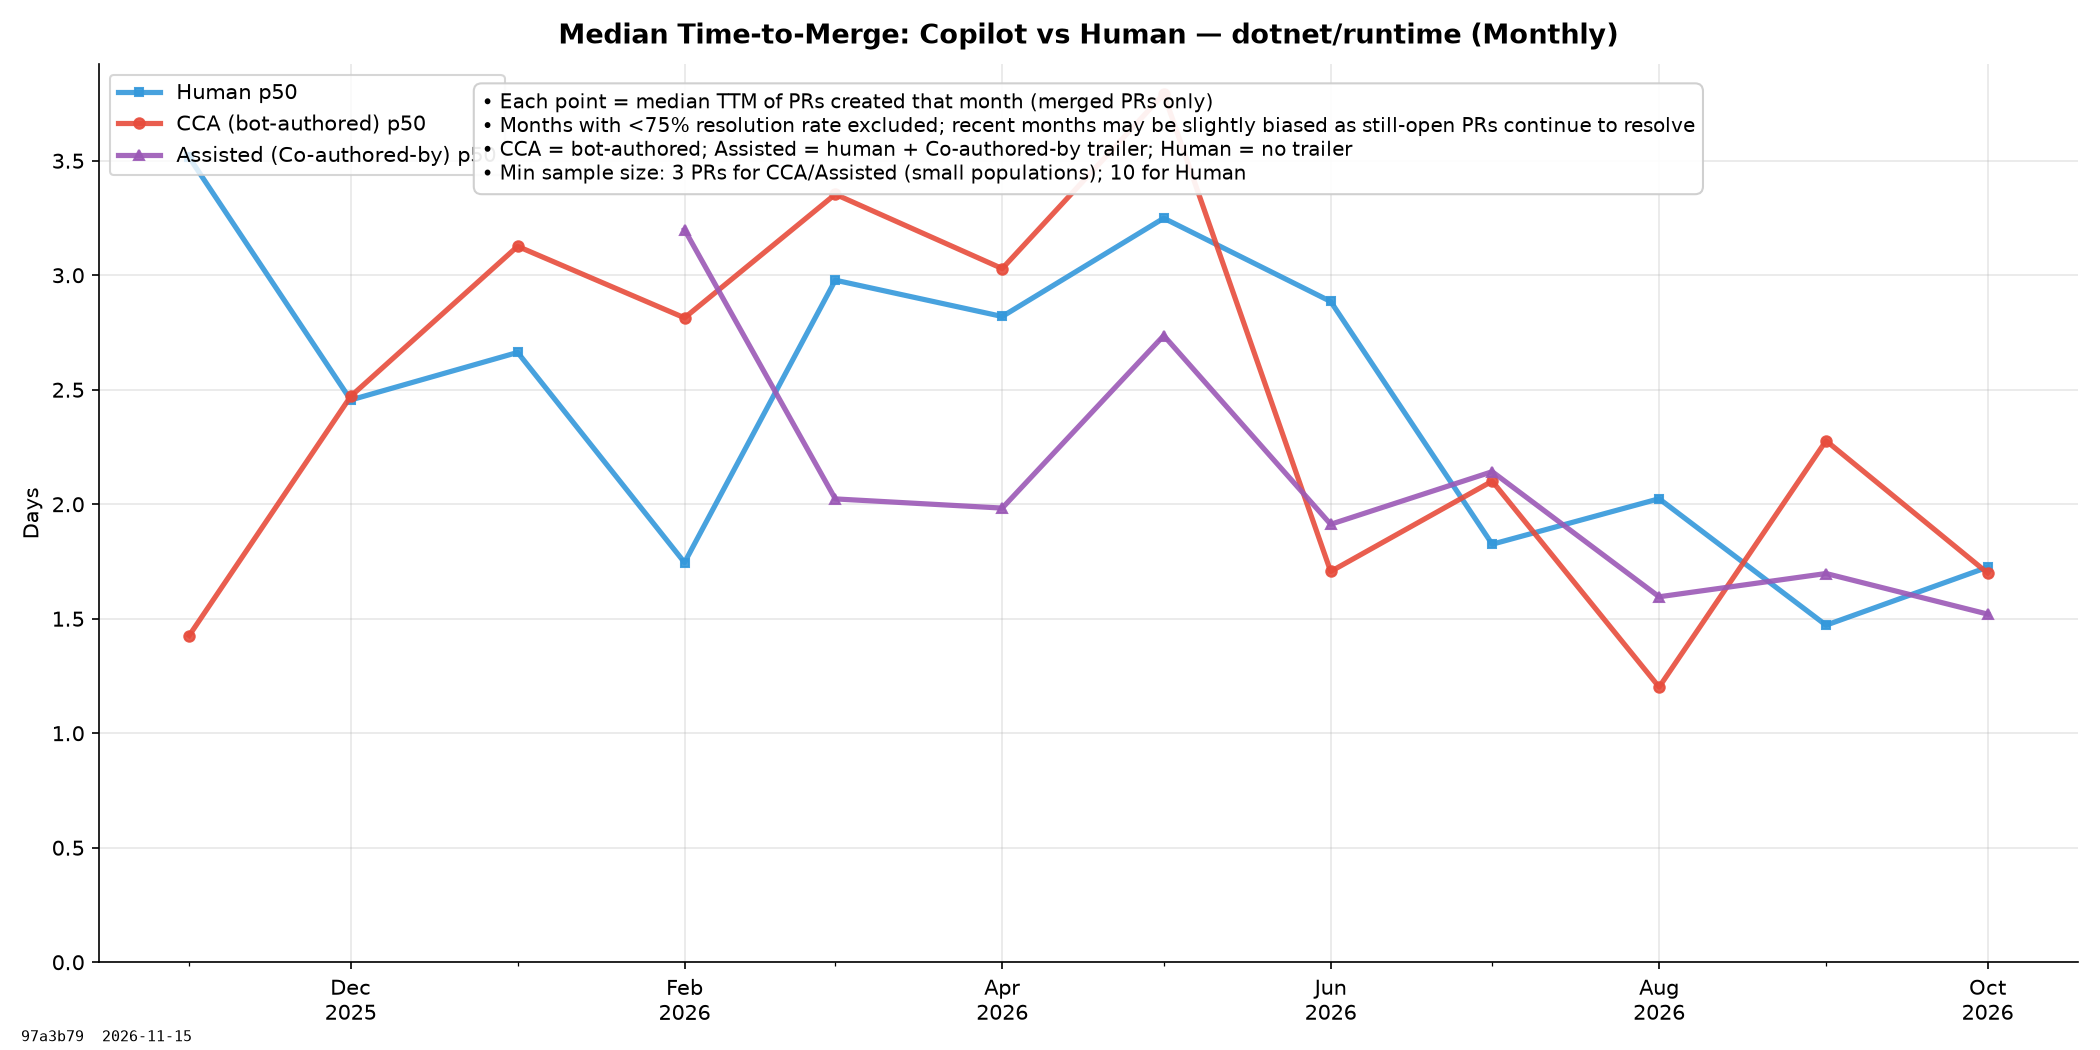 Median Time-to-Merge: Copilot vs Human — dotnet/runtime (Monthly)
Human p50
CCA (bot-authored) p50
Assisted (Co-authored-by) p50
• Each point = median TTM of PRs created that month (merged PRs only)
• Months with <75% resolution rate excluded; recent months may be slightly biased as still-open PRs continue to resolve
• CCA = bot-authored; Assisted = human + Co-authored-by trailer; Human = no trailer
• Min sample size: 3 PRs for CCA/Assisted (small populations); 10 for Human
Days
3.5
3.0
2.5
2.0
1.5
1.0
0.5
0.0
Dec
2025
Feb
2026
Apr
2026
Jun
2026
Aug
2026
Oct
2026
97a3b79 2026-11-15